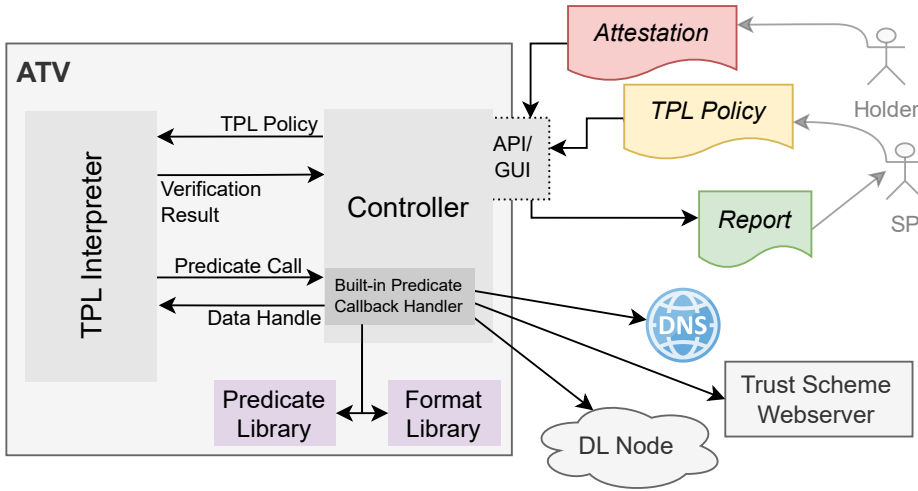 ATV
Attestation
Holder
TPL Policy
SP
Report
API/
GUI
TPL Policy
Verification
Result
Controller
TPL Interpreter
Predicate Call
Data Handle
Built-in Predicate
Callback Handler
Predicate
Library
Format
Library
DNS
Trust Scheme
Webserver
DL Node